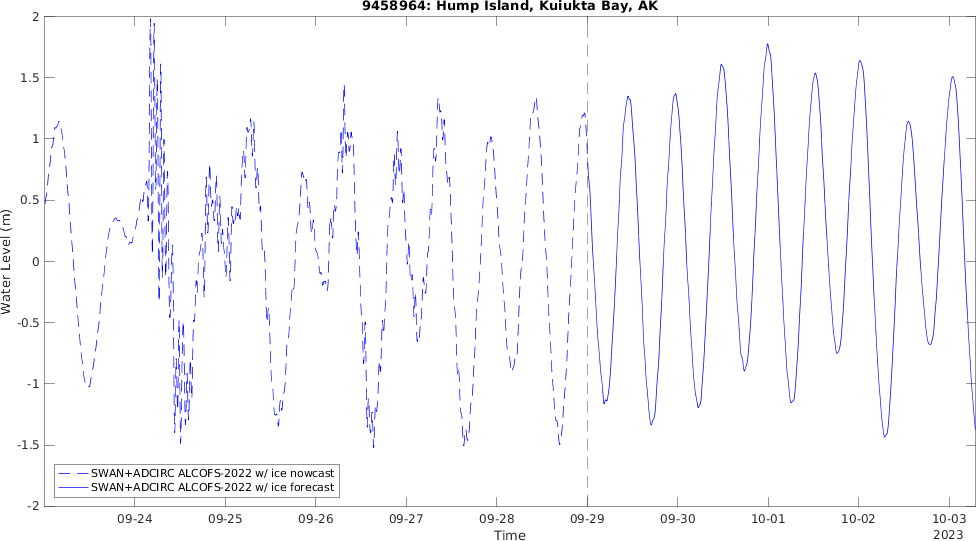 9458964: Hump Island, Kuiukta Bay, AK
Water Level (m)
2
1.5
1
0.5
0
-0.5
-1
-1.5
-2
SWAN+ADCIRC ALCOFS-2022 w/ ice nowcast
SWAN+ADCIRC ALCOFS-2022 w/ ice forecast
09-24 09-25 09-26 09-27 09-28 09-29 09-30 10-01 10-02 10-03
Time
2023